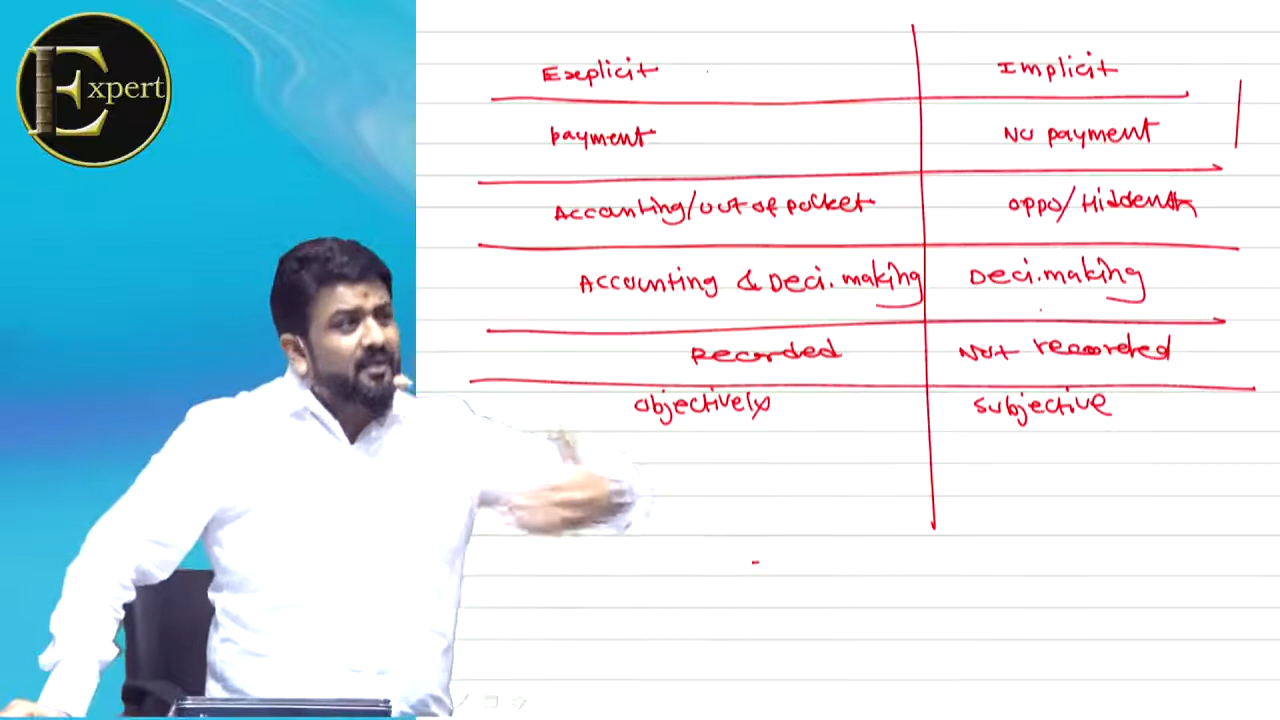 Expert
Explicit Implicit
payment No payment
Accounting/out of pocket oppo/Hidden
Accounting & Deci. making Deci. making
Recorded Not recorded
objectively subjective